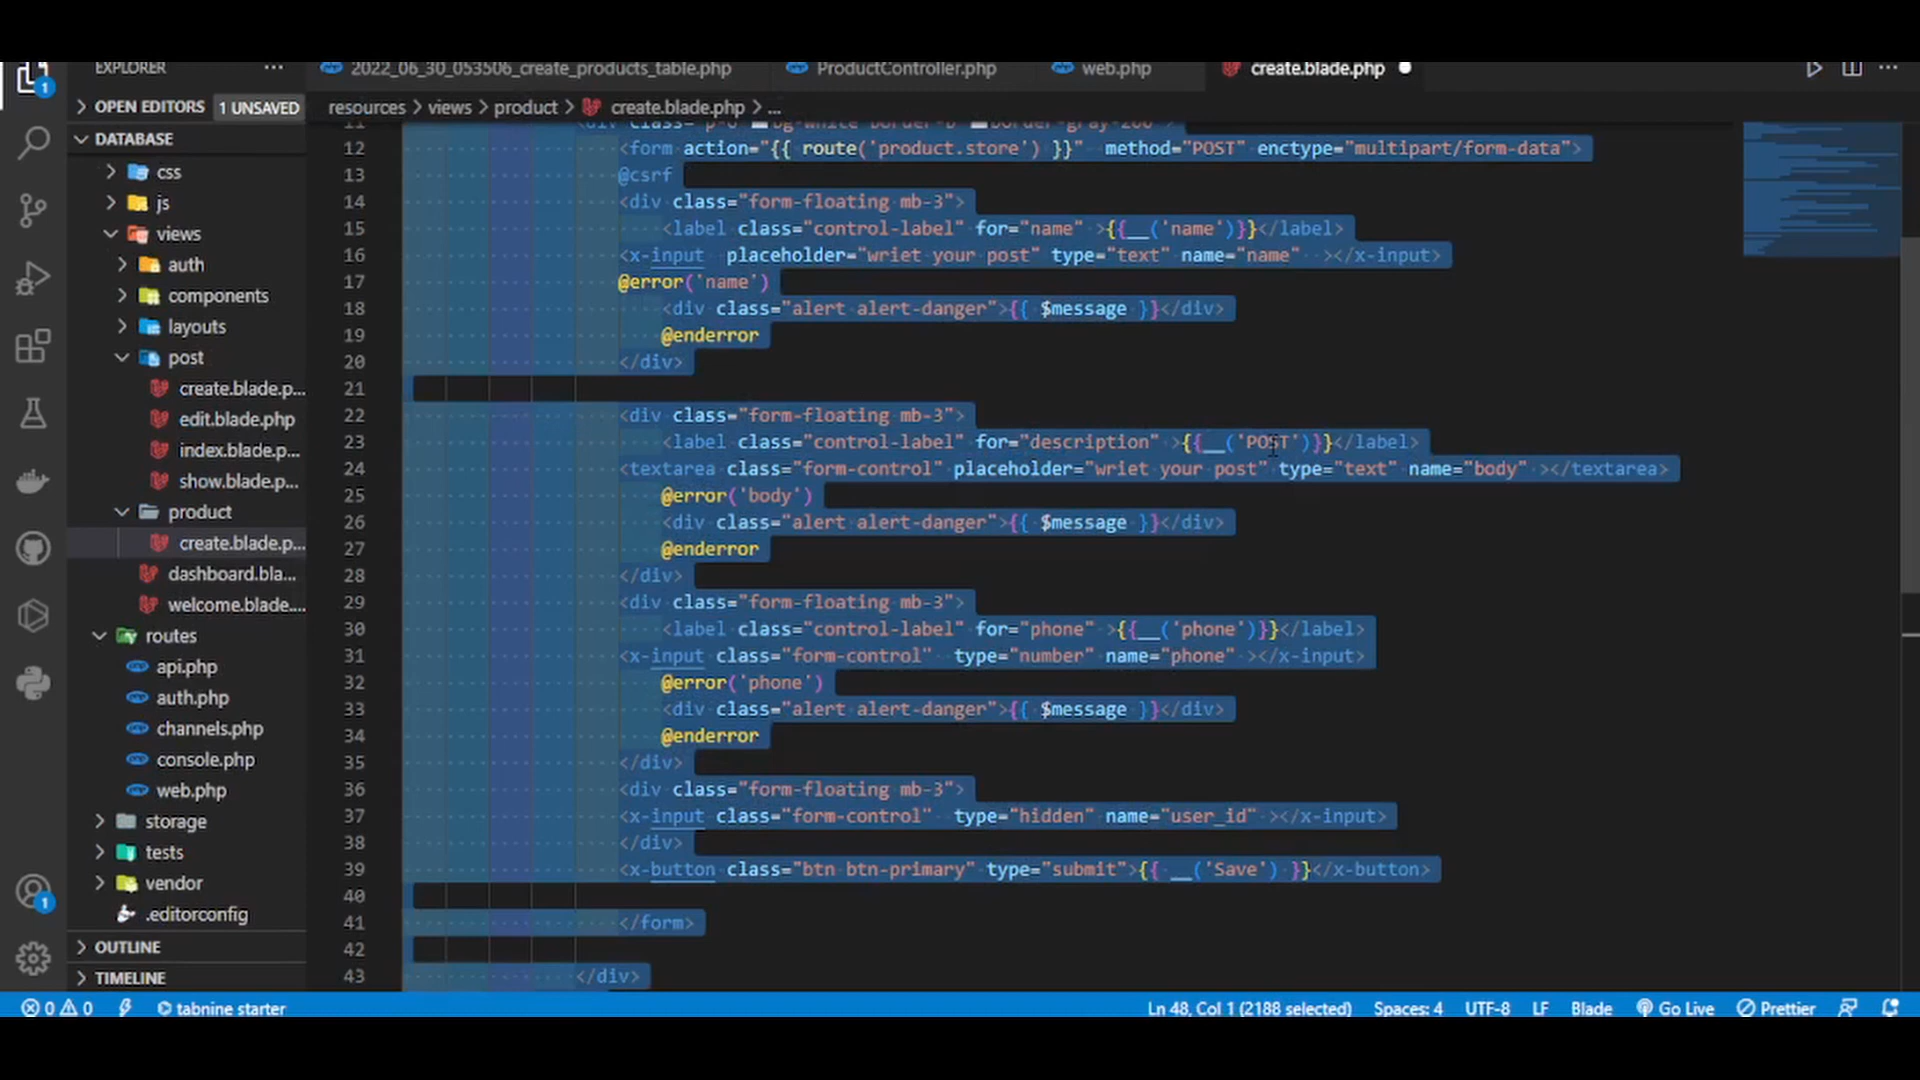 EXPLORER
2022_06_30_053506_create_products_table.php
ProductController.php
web.php
create.blade.php
OPEN EDITORS 1 UNSAVED
resources > views > product > create.blade.php > ...
DATABASE
css
js
views
auth
components
layouts
post
create.blade.p...
edit.blade.php
index.blade.ph...
show.blade.p...
product
create.blade.p...
dashboard.bla...
welcome.blade....
routes
api.php
auth.php
channels.php
console.php
web.php
storage
tests
vendor
.editorconfig
OUTLINE
TIMELINE
11 <div class="p-6 bg-white border-b border-gray-200">
12 <form action="{{ route('product.store') }}"  method="POST" enctype="multipart/form-data">
13 @csrf
14 <div class="form-floating mb-3">
15 <label class="control-label" for="name" >{{__('name')}}</label>
16 <x-input  placeholder="wriet your post" type="text" name="name"  ></x-input>
17 @error('name')
18 <div class="alert alert-danger">{{ $message }}</div>
19 @enderror
20 </div>
21
22 <div class="form-floating mb-3">
23 <label class="control-label" for="description" >{{__('POST')}}</label>
24 <textarea class="form-control" placeholder="wriet your post" type="text" name="body" ></textarea>
25 @error('body')
26 <div class="alert alert-danger">{{ $message }}</div>
27 @enderror
28 </div>
29 <div class="form-floating mb-3">
30 <label class="control-label" for="phone" >{{__('phone')}}</label>
31 <x-input class="form-control"  type="number" name="phone" ></x-input>
32 @error('phone')
33 <div class="alert alert-danger">{{ $message }}</div>
34 @enderror
35 </div>
36 <div class="form-floating mb-3">
37 <x-input class="form-control"  type="hidden" name="user_id" ></x-input>
38 </div>
39 <x-button class="btn btn-primary" type="submit">{{ __('Save') }}</x-button>
40
41 </form>
42
43 </div>
1
1
0 0 tabnine starter
Ln 48, Col 1 (2188 selected) Spaces: 4 UTF-8 LF Blade Go Live Prettier